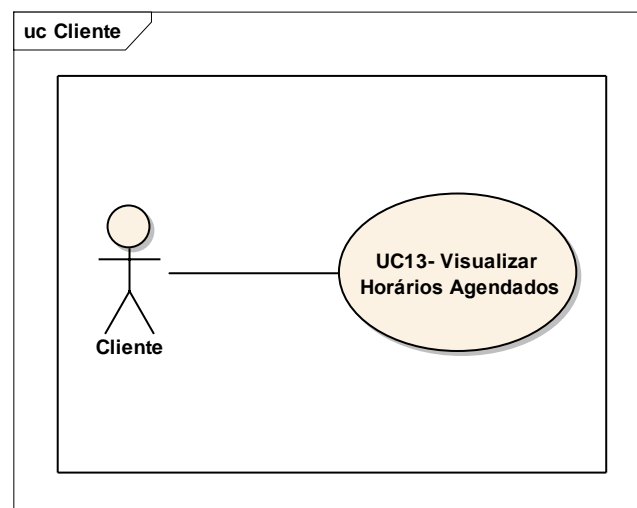 uc Cliente
UC13- Visualizar
Horários Agendados
Cliente